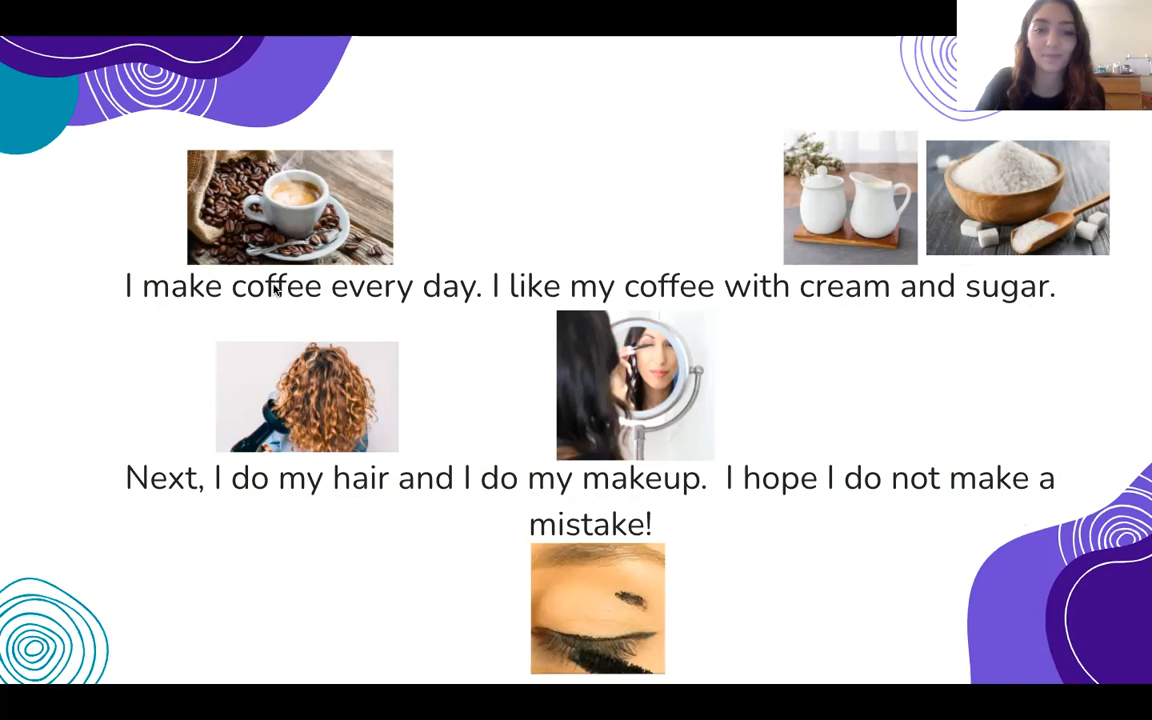 I make coffee every day. I like my coffee with cream and sugar.
Next, I do my hair and I do my makeup.  I hope I do not make a
mistake!